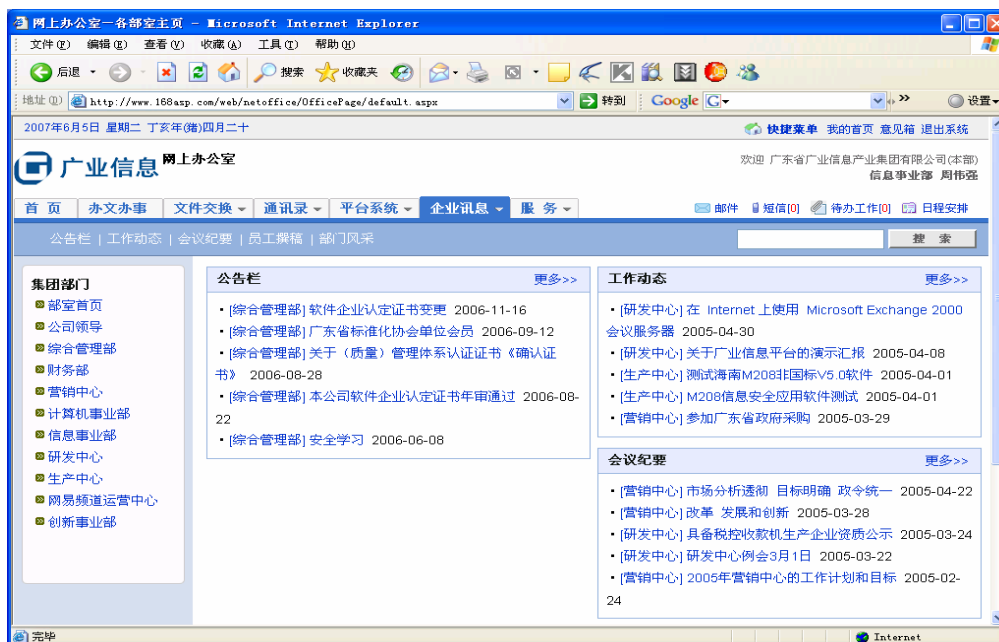 网上办公室-各部室主页 - Microsoft Internet Explorer
文件(F) 编辑(E) 查看(V) 收藏(A) 工具(T) 帮助(H)
后退 搜索 收藏夹
地址(D) http://www.168asp.com/web/netoffice/OfficePage/default.aspx 转到 Google G 设置
2007年6月5日 星期二 丁亥年(猪)四月二十 快捷菜单 我的首页 意见箱 退出系统
广业信息 网上办公室
欢迎 广东省广业信息产业集团有限公司(本部)
信息事业部 周伟强
首 页 办文办事 文件交换 通讯录 平台系统 企业讯息 服 务 邮件 短信[0] 待办工作[0] 日程安排
公告栏 | 工作动态 | 会议纪要 | 员工撰稿 | 部门风采 搜 索
集团部门
部室首页
公司领导
综合管理部
财务部
营销中心
计算机事业部
信息事业部
研发中心
生产中心
网易频道运营中心
创新事业部
公告栏 更多>>
・[综合管理部] 软件企业认定证书变更 2006-11-16
・[综合管理部] 广东省标准化协会单位会员 2006-09-12
・[综合管理部] 关于（质量）管理体系认证证书《确认证
书》 2006-08-28
・[综合管理部] 本公司软件企业认定证书年审通过 2006-08-
22
・[综合管理部] 安全学习 2006-06-08
工作动态 更多>>
・[研发中心] 在 Internet 上使用 Microsoft Exchange 2000
会议服务器 2005-04-30
・[研发中心] 关于广业信息平台的演示汇报 2005-04-08
・[生产中心] 测试海南M208非国标V5.0软件 2005-04-01
・[生产中心] M208信息安全应用软件测试 2005-04-01
・[营销中心] 参加广东省政府采购 2005-03-29
会议纪要 更多>>
・[营销中心] 市场分析透彻 目标明确 政令统一 2005-04-22
・[营销中心] 改革 发展和创新 2005-03-28
・[研发中心] 具备税控收款机生产企业资质公示 2005-03-24
・[研发中心] 研发中心例会3月1日 2005-03-22
・[营销中心] 2005年营销中心的工作计划和目标 2005-02-
24
完毕 Internet